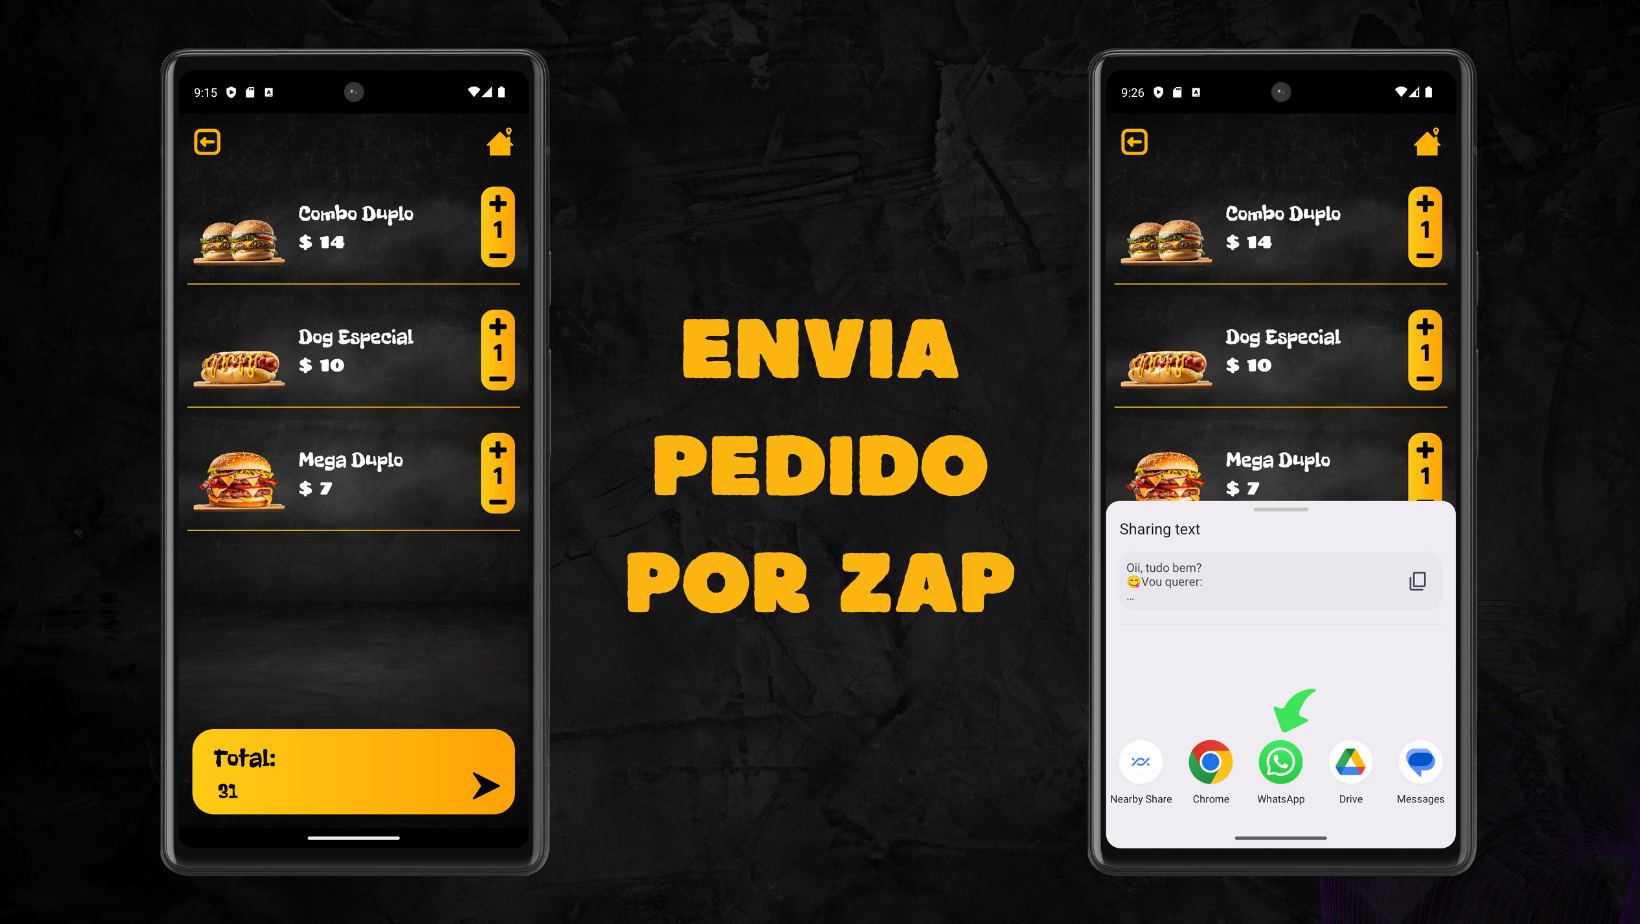 9:15
Combo Duplo
$ 14
+
1
−
Dog Especial
$ 10
+
1
−
Mega Duplo
$ 7
+
1
−
Total:
31
ENVIA
PEDIDO
POR ZAP
9:26
Combo Duplo
$ 14
+
1
−
Dog Especial
$ 10
+
1
−
Mega Duplo
$ 7
+
1
Sharing text
Oii, tudo bem?
😋Vou querer:
...
Nearby Share
Chrome
WhatsApp
Drive
Messages